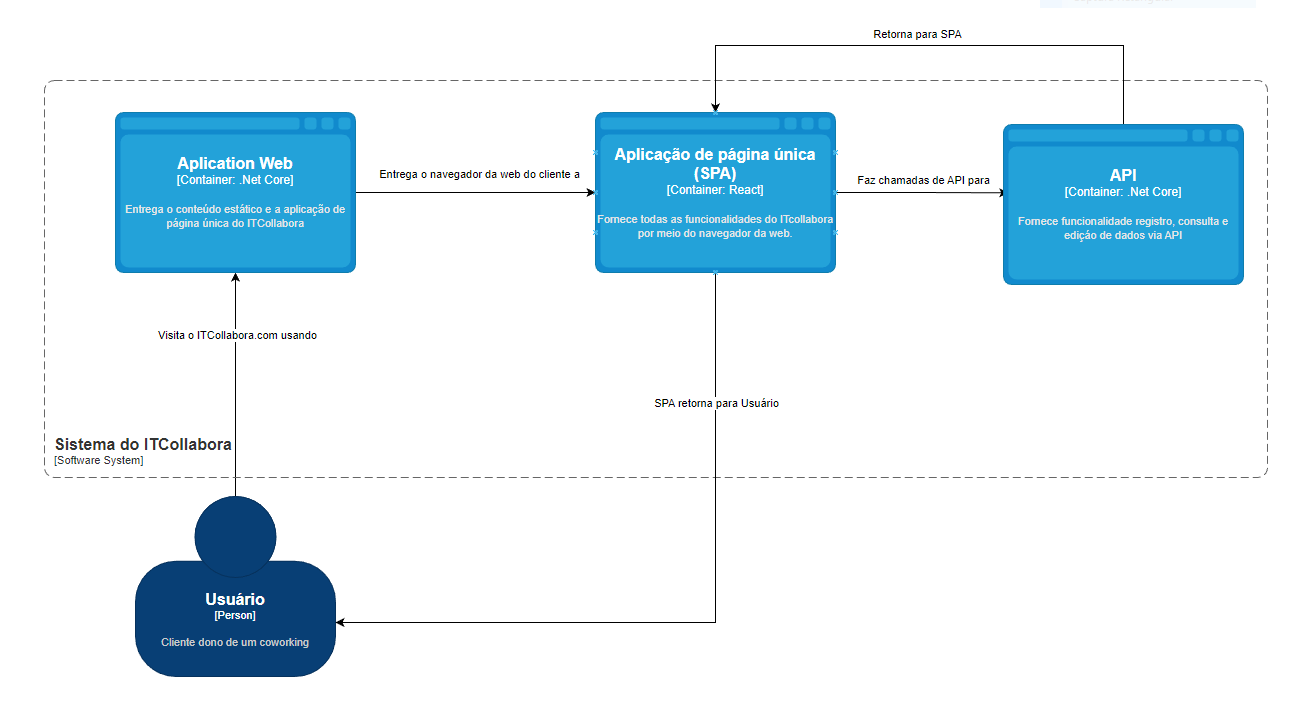 Retorna para SPA
Aplication Web
[Container: .Net Core]
Entrega o conteúdo estático e a aplicação de
página única do ITCollabora
Entrega o navegador da web do cliente a
Aplicação de página única
(SPA)
[Container: React]
Fornece todas as funcionalidades do ITcollabora
por meio do navegador da web.
Faz chamadas de API para
API
[Container: .Net Core]
Fornece funcionalidade registro, consulta e
edição de dados via API
Visita o ITCollabora.com usando
SPA retorna para Usuário
Sistema do ITCollabora
[Software System]
Usuário
[Person]
Cliente dono de um coworking